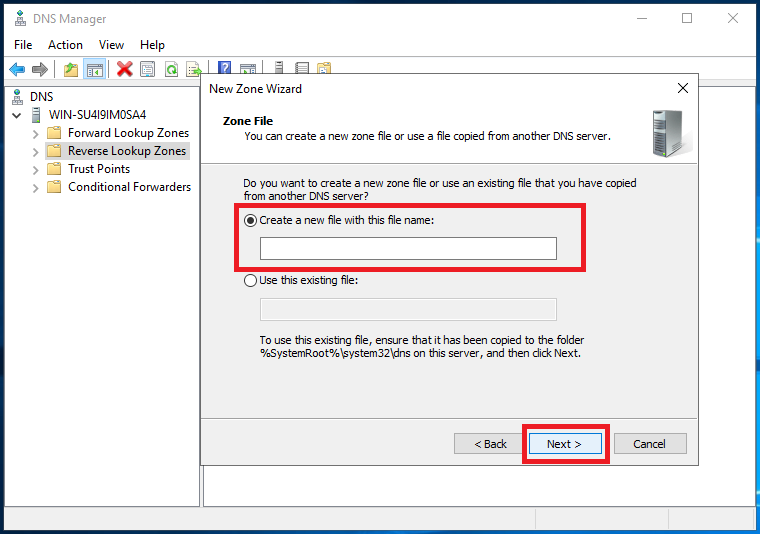 DNS Manager
File Action View Help
DNS
WIN-SU4I9IM0SA4
Forward Lookup Zones
Reverse Lookup Zones
Trust Points
Conditional Forwarders
New Zone Wizard
Zone File
You can create a new zone file or use a file copied from another DNS server.
Do you want to create a new zone file or use an existing file that you have copied
from another DNS server?
Create a new file with this file name:
Use this existing file:
To use this existing file, ensure that it has been copied to the folder
%SystemRoot%\system32\dns on this server, and then click Next.
< Back Next > Cancel